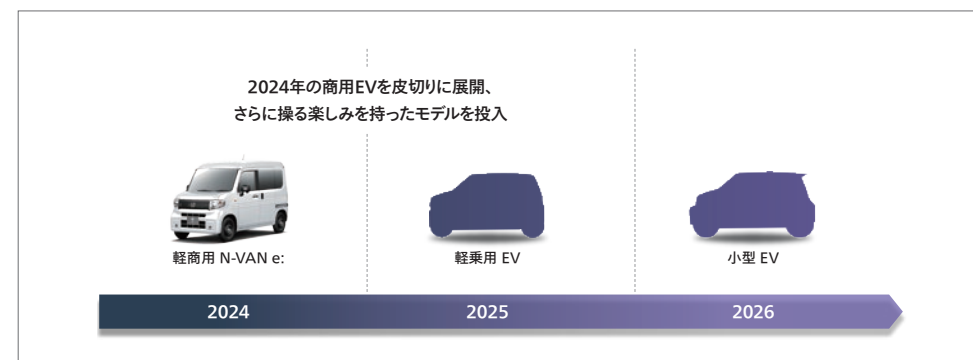 2024年の商用EVを皮切りに展開、
さらに操る楽しみを持ったモデルを投入
軽商用 N-VAN e:
軽乗用 EV
小型 EV
2024
2025
2026